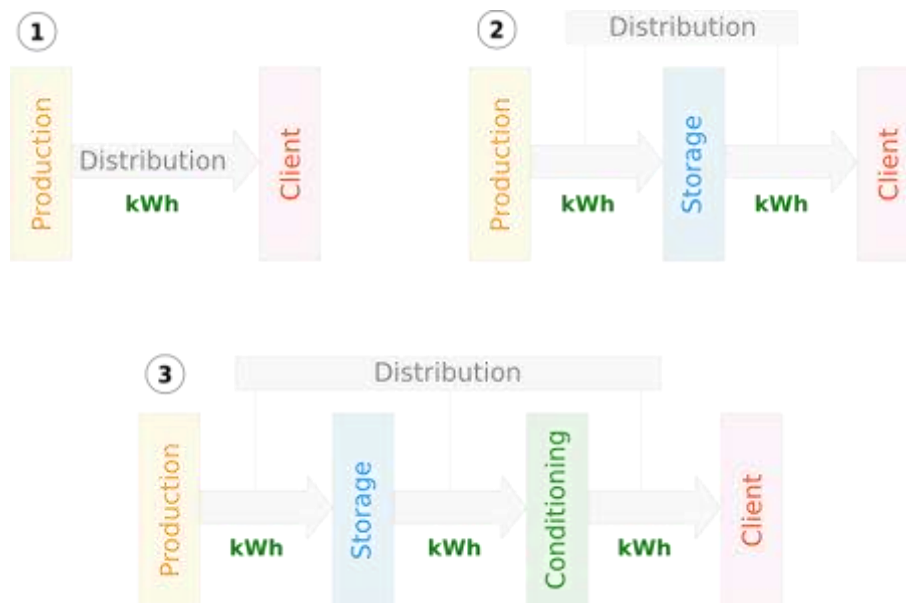 1
Production
Distribution
kWh
Client
2
Distribution
Production
kWh
Storage
kWh
Client
3
Distribution
Production
kWh
Storage
kWh
Conditioning
kWh
Client